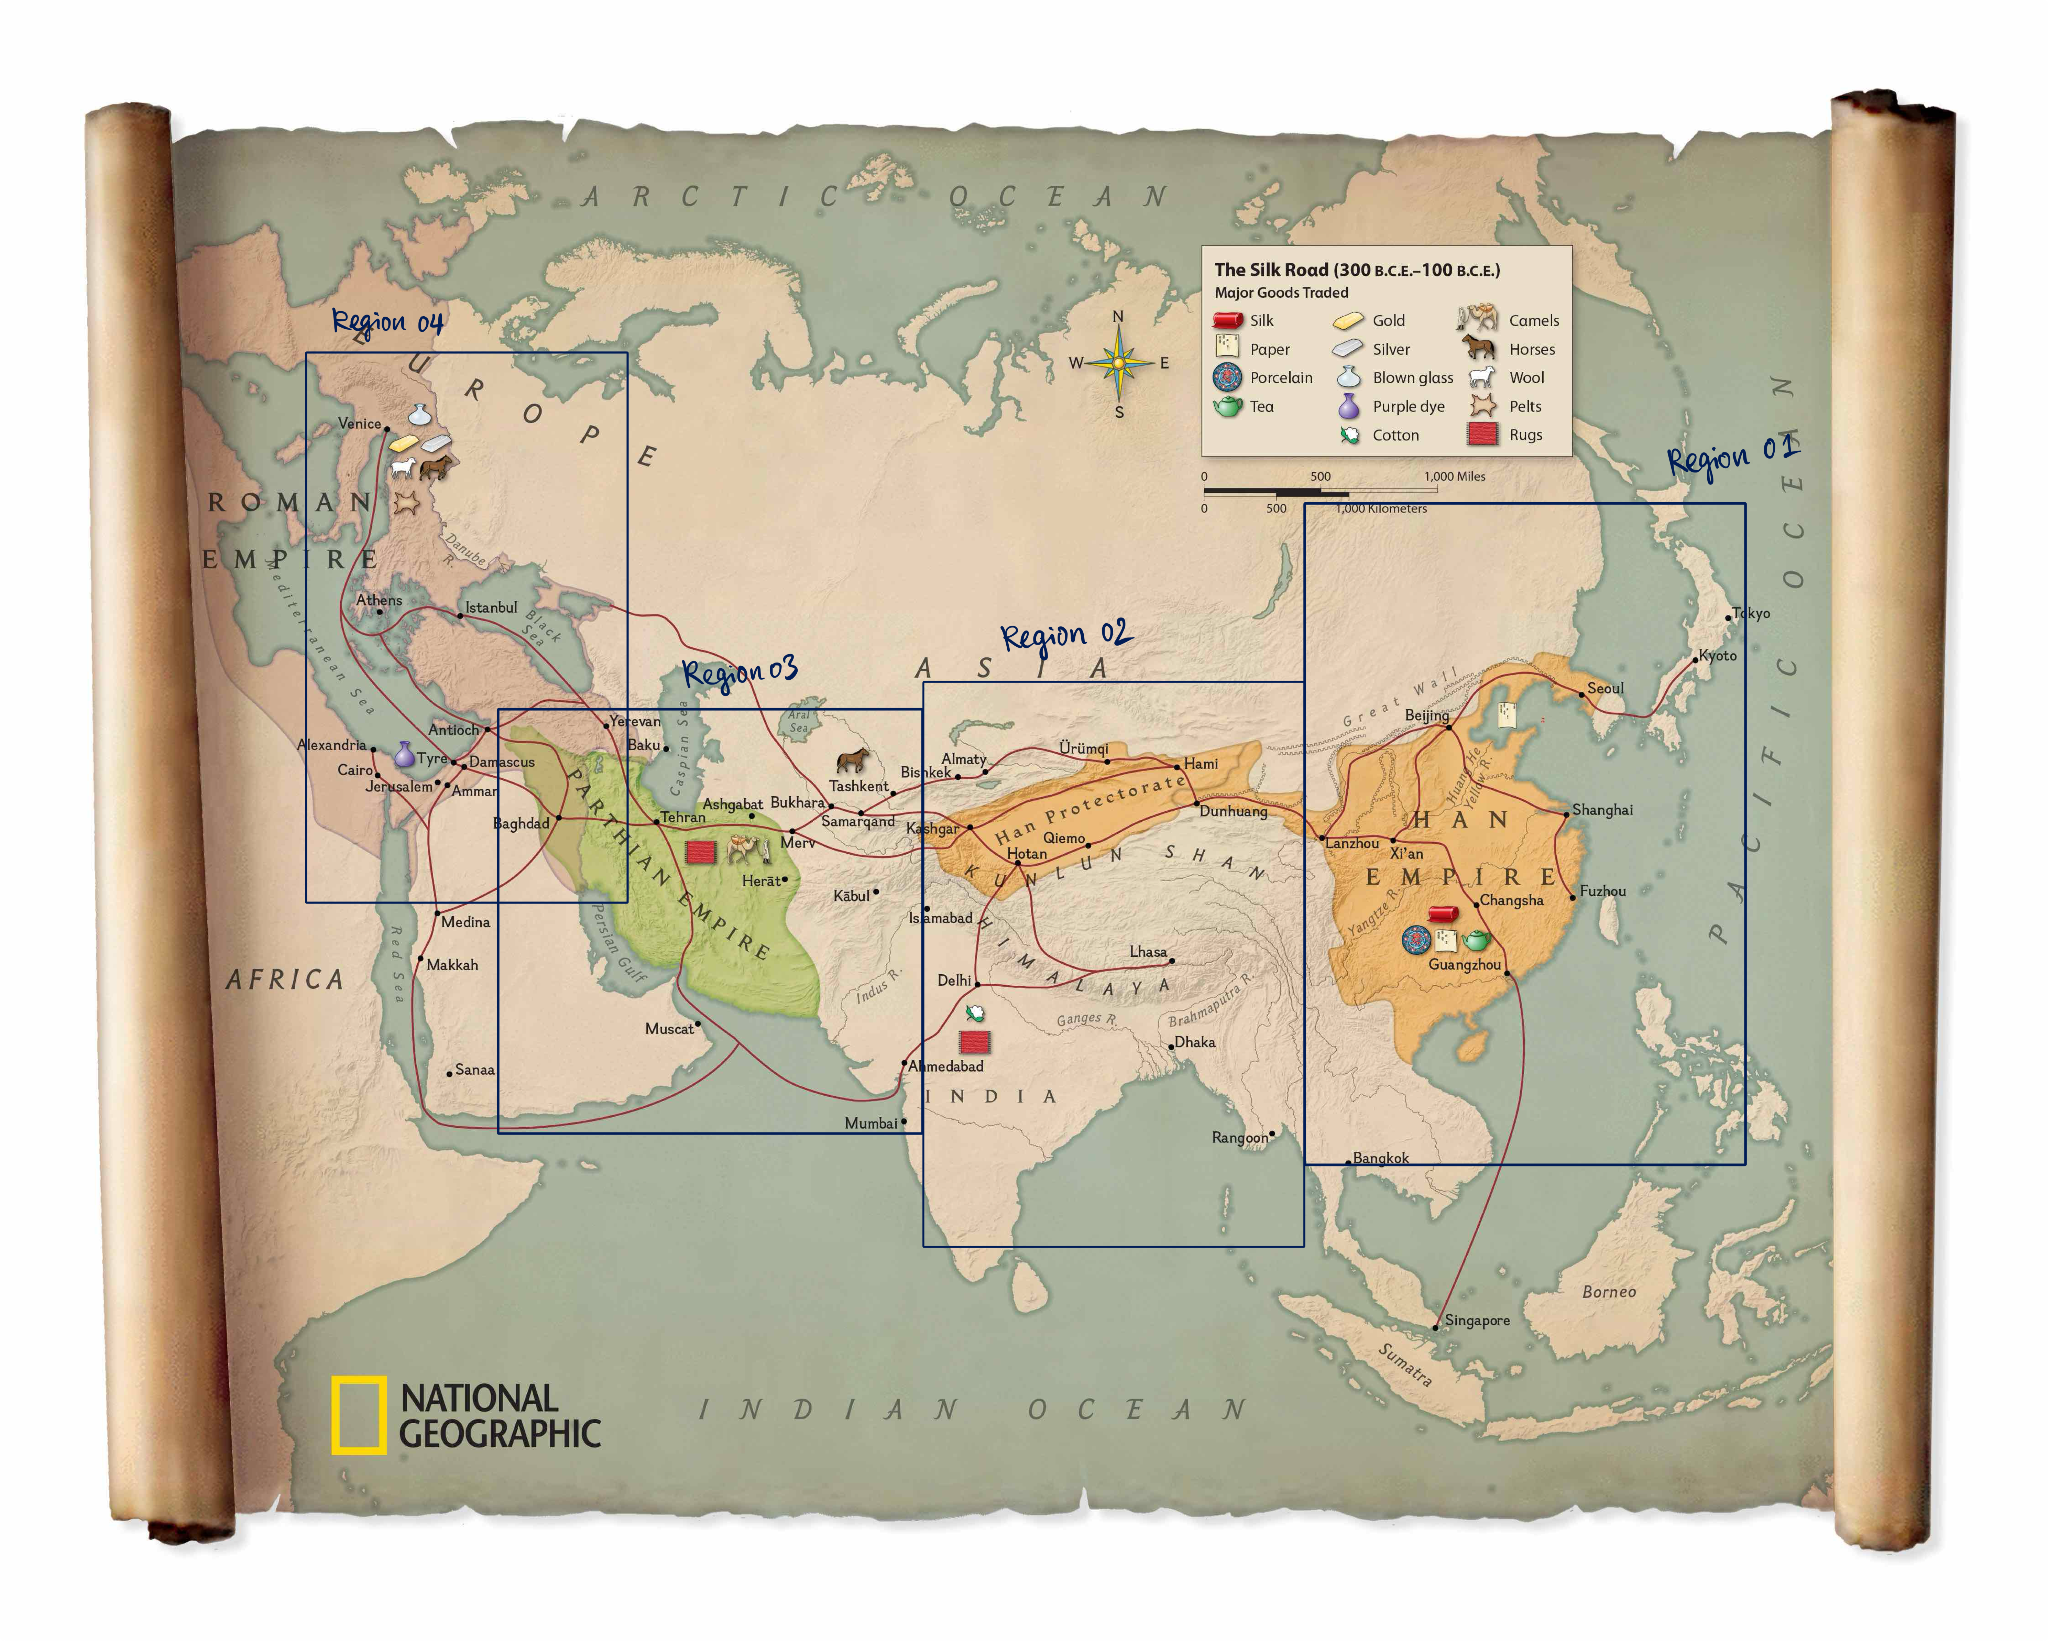 ARCTIC OCEAN
The Silk Road (300 B.C.E.–100 B.C.E.)
Major Goods Traded
Silk
Paper
Porcelain
Tea
Gold
Silver
Blown glass
Purple dye
Cotton
Camels
Horses
Wool
Pelts
Rugs
0 500 1,000 Miles
0 500 1,000 Kilometers
N
W E
S
Region 04
EUROPE
Venice
ROMAN
EMPIRE
Danube R.
Mediterranean Sea
Athens
Istanbul
Black Sea
Antioch
Alexandria
Tyre
Damascus
Cairo
Jerusalem
Amman
Baghdad
Medina
Makkah
Red Sea
AFRICA
Sanaa
Region 03
Yerevan
Baku
Caspian Sea
Aral Sea
PARTHIAN EMPIRE
Tehran
Ashgabat
Bukhara
Tashkent
Samarqand
Merv
Herāt
Kābul
Persian Gulf
Muscat
Indus R.
Mumbai
Region 02
ASIA
Bishkek
Almaty
Ürümqi
Hami
Kashgar
Han Protectorate
Dunhuang
Qiemo
Hotan
KUNLUN SHAN
Islamabad
HIMALAYA
Lhasa
Delhi
Ganges R.
Brahmaputra R.
Dhaka
Ahmedabad
INDIA
Rangoon
Region 01
PACIFIC OCEAN
Tokyo
Kyoto
Seoul
Great Wall
Beijing
Huang He
Yellow R.
Shanghai
HAN
EMPIRE
Lanzhou
Xi'an
Changsha
Fuzhou
Yangtze R.
Guangzhou
Bangkok
Singapore
Borneo
Sumatra
INDIAN OCEAN
NATIONAL
GEOGRAPHIC